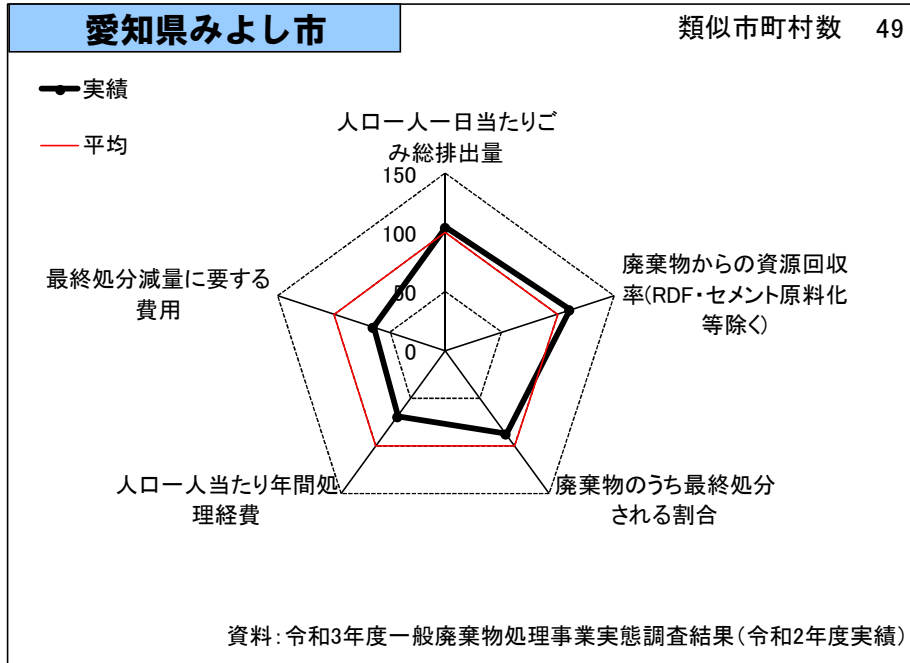 愛知県みよし市
類似市町村数 49
実績
平均
人口一人一日当たりご
み総排出量
150
100
50
0
廃棄物からの資源回収
率(RDF・セメント原料化
等除く)
廃棄物のうち最終処分
される割合
人口一人当たり年間処
理経費
最終処分減量に要する
費用
資料：令和3年度一般廃棄物処理事業実態調査結果（令和2年度実績）